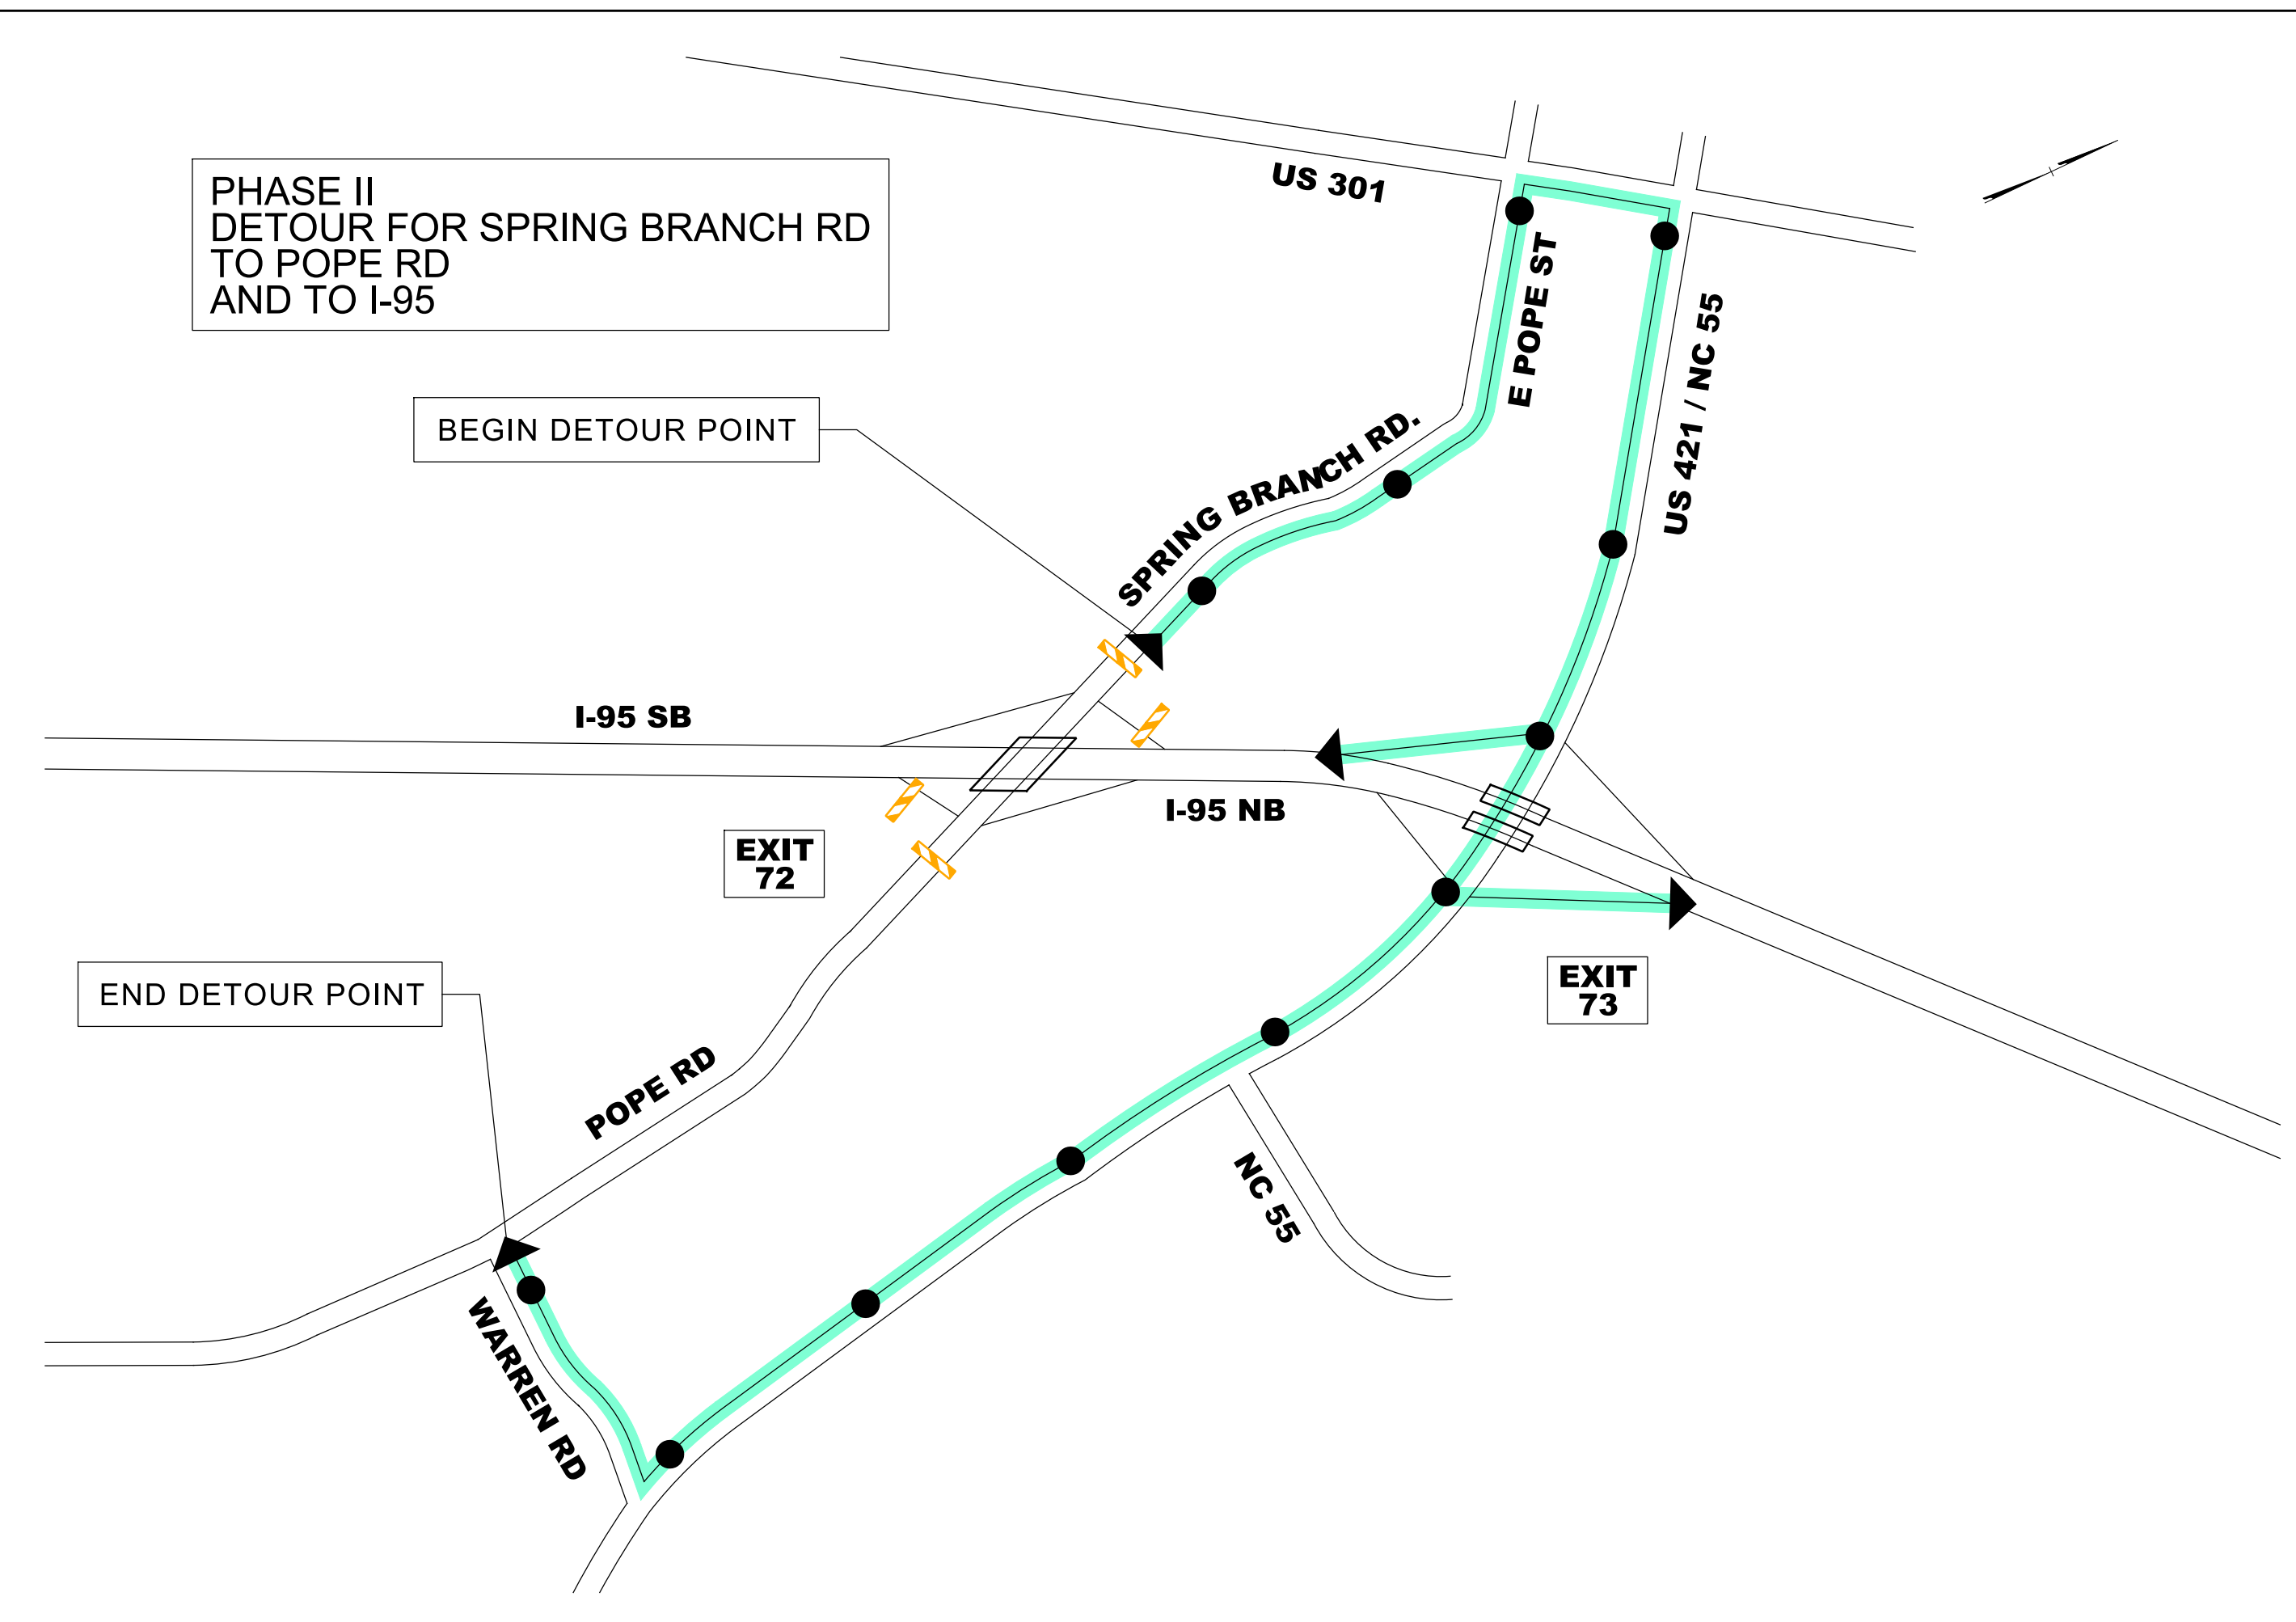 PHASE II
DETOUR FOR SPRING BRANCH RD
TO POPE RD
AND TO I-95
US 301
E POPE ST
US 421 / NC 55
BEGIN DETOUR POINT
SPRING BRANCH RD.
I-95 SB
I-95 NB
EXIT
72
EXIT
73
END DETOUR POINT
POPE RD
NC 55
WARREN RD